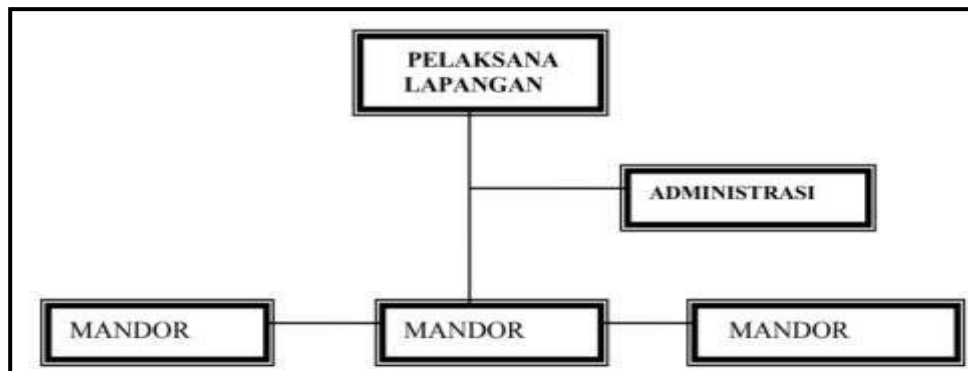 PELAKSANA
LAPANGAN
ADMINISTRASI
MANDOR
MANDOR
MANDOR